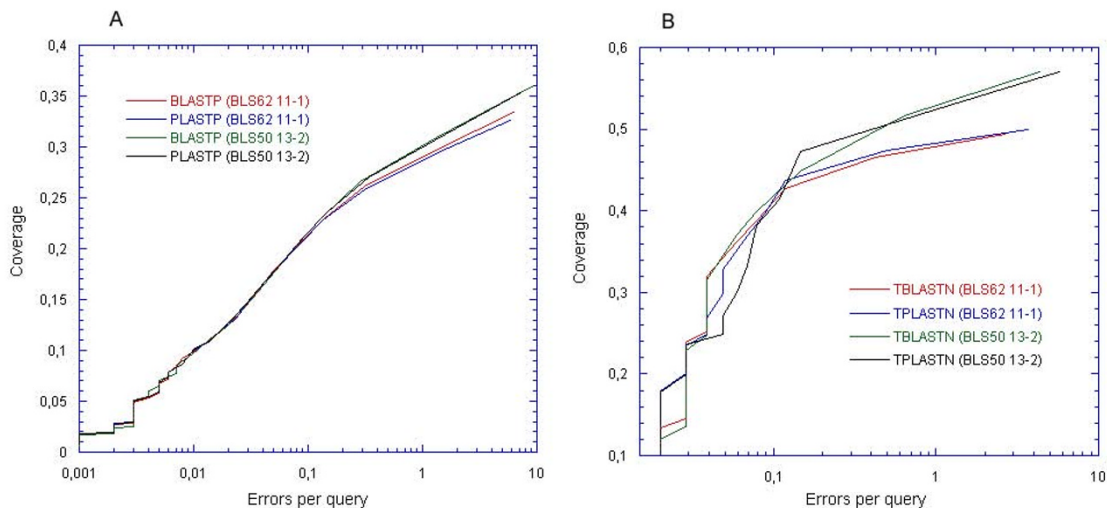 A
0,4
0,35
0,3
0,25
0,2
0,15
0,1
0,05
0
Coverage
BLASTP (BLS62 11-1)
PLASTP (BLS62 11-1)
BLASTP (BLS50 13-2)
PLASTP (BLS50 13-2)
0,001 0,01 0,1 1 10
Errors per query
B
0,6
0,5
0,4
0,3
0,2
0,1
Coverage
TBLASTN (BLS62 11-1)
TPLASTN (BLS62 11-1)
TBLASTN (BLS50 13-2)
TPLASTN (BLS50 13-2)
0,1 1 10
Errors per query